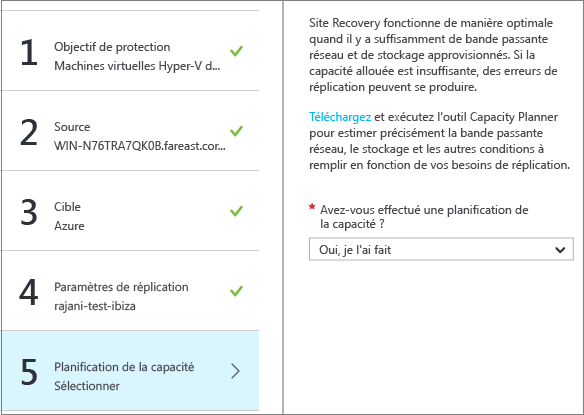 1
Objectif de protection
Machines virtuelles Hyper-V d...
2
Source
WIN-N76TRA7QK0B.fareast.cor...
3
Cible
Azure
4
Paramètres de réplication
rajani-test-ibiza
5
Planification de la capacité
Sélectionner
Site Recovery fonctionne de manière optimale
quand il y a suffisamment de bande passante
réseau et de stockage approvisionnés. Si la
capacité allouée est insuffisante, des erreurs de
réplication peuvent se produire.
Téléchargez et exécutez l'outil Capacity Planner
pour estimer précisément la bande passante
réseau, le stockage et les autres conditions à
remplir en fonction de vos besoins de réplication.
* Avez-vous effectué une planification de
la capacité ?
Oui, je l'ai fait